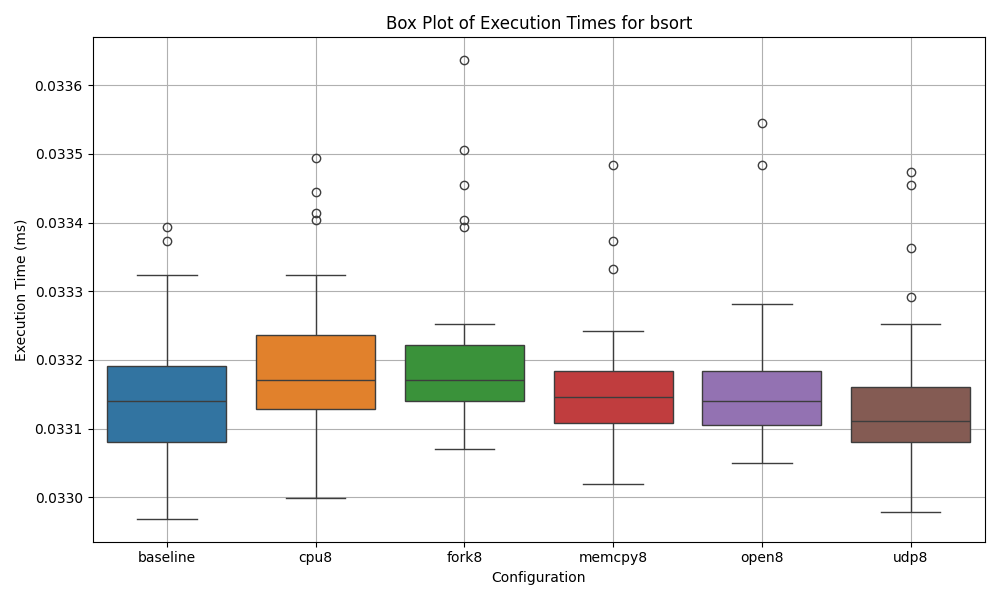 Box Plot of Execution Times for bsort
0.0336
0.0335
0.0334
0.0333
0.0332
0.0331
0.0330
Execution Time (ms)
baseline cpu8 fork8 memcpy8 open8 udp8
Configuration